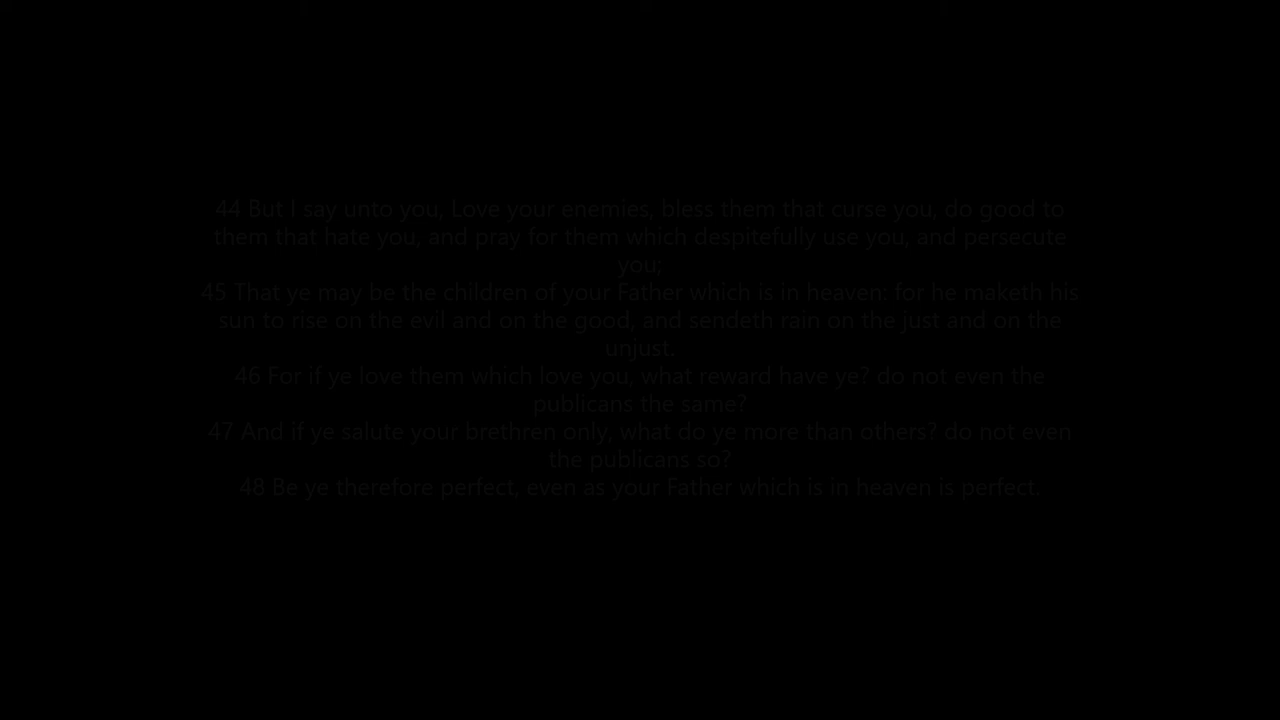 44 But I say unto you, Love your enemies, bless them that curse you, do good to
them that hate you, and pray for them which despitefully use you, and persecute
you;
45 That ye may be the children of your Father which is in heaven: for he maketh his
sun to rise on the evil and on the good, and sendeth rain on the just and on the
unjust.
46 For if ye love them which love you, what reward have ye? do not even the
publicans the same?
47 And if ye salute your brethren only, what do ye more than others? do not even
the publicans so?
48 Be ye therefore perfect, even as your Father which is in heaven is perfect.